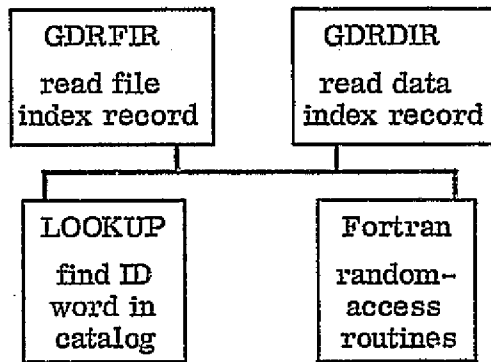 GDRFIR
read file
index record
GDRDIR
read data
index record
LOOKUP
find ID
word in
catalog
Fortran
random-
access
routines